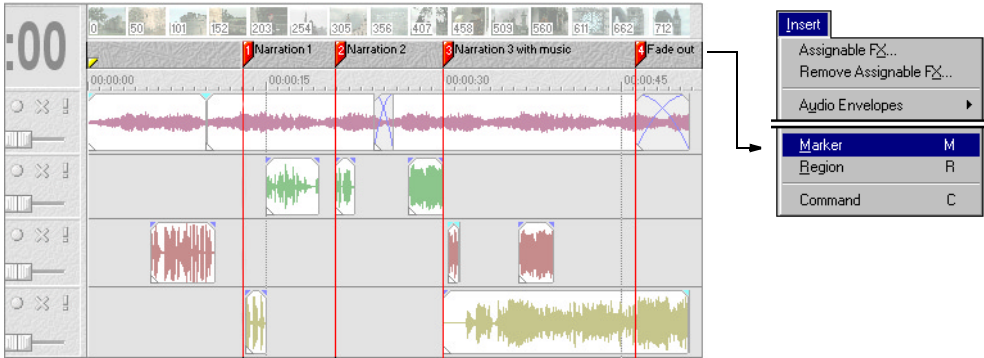 :00
0 50 101 152 203 254 305 356 407 458 509 560 611 662 712
1 Narration 1 2 Narration 2 3 Narration 3 with music 4 Fade out
00:00:00 00:00:15 00:00:30 00:00:45
Insert
Assignable FX...
Remove Assignable FX...
Audio Envelopes
Marker M
Region R
Command C